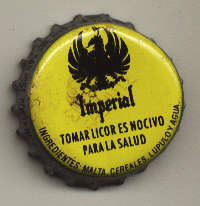 Imperial
TOMAR LICOR ES NOCIVO
PARA LA SALUD
INGREDIENTES: MALTA, CEREALES, LUPULO Y AGUA.